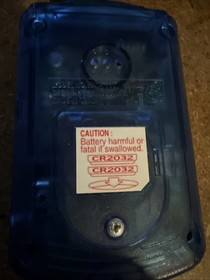 CAUTION :
Battery harmful or
fatal if swallowed.
CR2032
CR2032